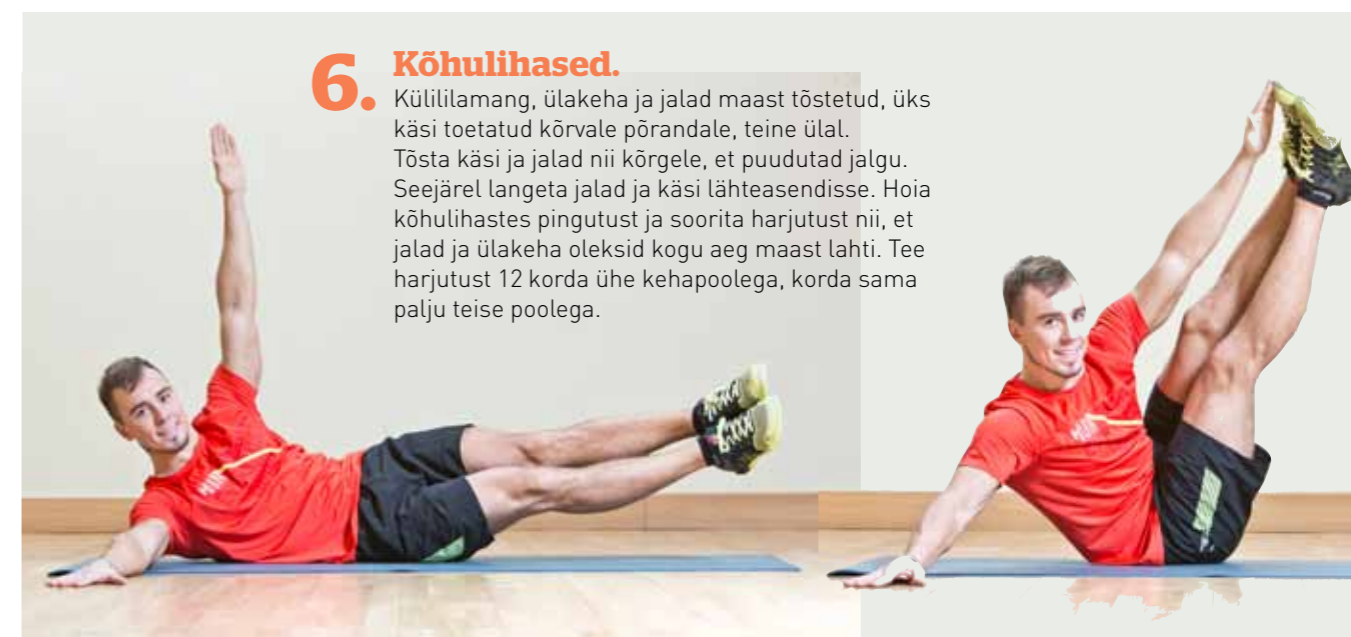 6. Kõhulihased.
Külililamang, ülakeha ja jalad maast tõstetud, üks
käsi toetatud kõrvale põrandale, teine ülal.
Tõsta käsi ja jalad nii kõrgele, et puudutad jalgu.
Seejärel langeta jalad ja käsi lähteasendisse. Hoia
kõhulihastes pingutust ja soorita harjutust nii, et
jalad ja ülakeha oleksid kogu aeg maast lahti. Tee
harjutust 12 korda ühe kehapoolega, korda sama
palju teise poolega.